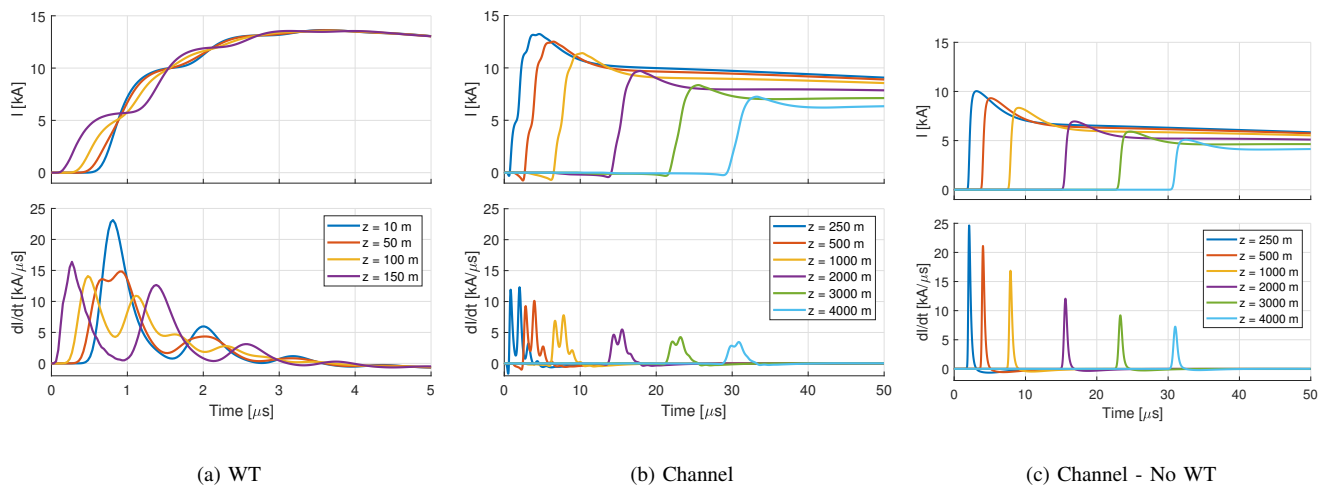 15
10
5
0
I [kA]
25
20
15
10
5
0
dI/dt [kA/μs]
z = 10 m
z = 50 m
z = 100 m
z = 150 m
0 1 2 3 4 5
Time [μs]
(a) WT
15
10
5
0
I [kA]
25
20
15
10
5
0
dI/dt [kA/μs]
z = 250 m
z = 500 m
z = 1000 m
z = 2000 m
z = 3000 m
z = 4000 m
0 10 20 30 40 50
Time [μs]
(b) Channel
15
10
5
0
I [kA]
25
20
15
10
5
0
dI/dt [kA/μs]
z = 250 m
z = 500 m
z = 1000 m
z = 2000 m
z = 3000 m
z = 4000 m
0 10 20 30 40 50
Time [μs]
(c) Channel - No WT